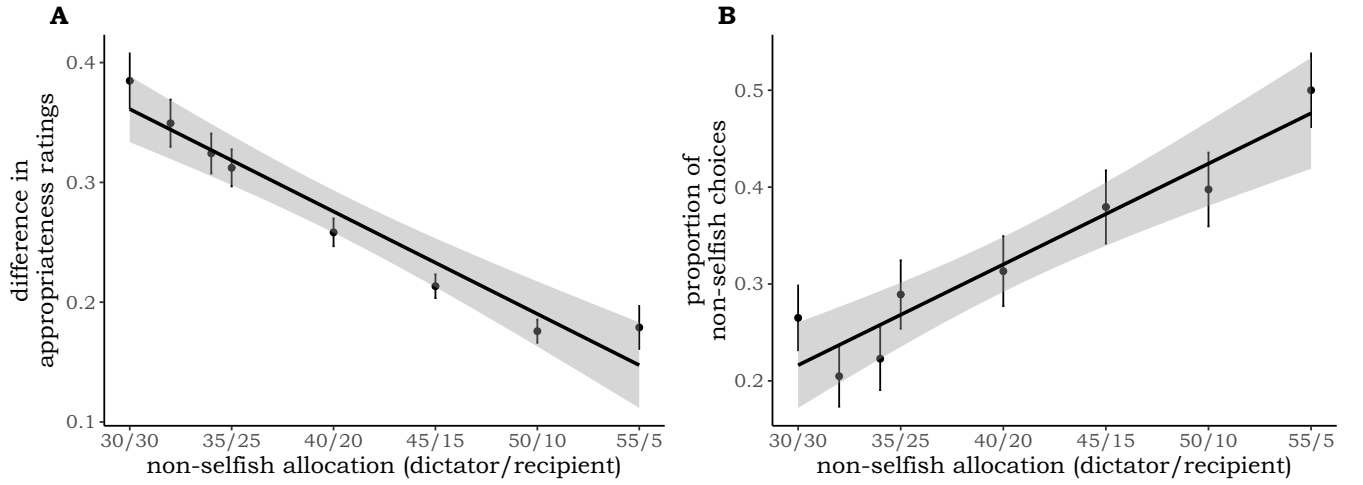 A
difference in
appropriateness ratings
0.4
0.3
0.2
0.1
30/30 35/25 40/20 45/15 50/10 55/5
non-selfish allocation (dictator/recipient)
B
proportion of
non-selfish choices
0.5
0.4
0.3
0.2
30/30 35/25 40/20 45/15 50/10 55/5
non-selfish allocation (dictator/recipient)